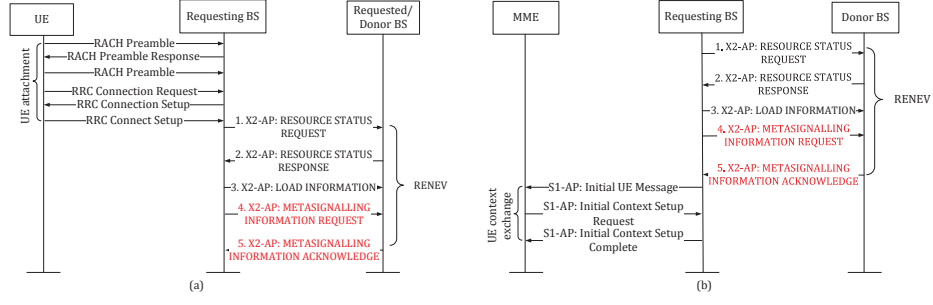 UE
Requesting BS
Requested/
Donor BS
UE attachment
RACH Preamble
RACH Preamble Response
RACH Preamble
RRC Connection Request
RRC Connection Setup
RRC Connect Setup
1. X2-AP: RESOURCE STATUS
REQUEST
2. X2-AP: RESOURCE STATUS
RESPONSE
3. X2-AP: LOAD INFORMATION
4. X2-AP: METASIGNALLING
INFORMATION REQUEST
5. X2-AP: METASIGNALLING
INFORMATION ACKNOWLEDGE
RENEV
(a)
MME
Requesting BS
Donor BS
1. X2-AP: RESOURCE STATUS
REQUEST
2. X2-AP: RESOURCE STATUS
RESPONSE
3. X2-AP: LOAD INFORMATION
4. X2-AP: METASIGNALLING
INFORMATION REQUEST
5. X2-AP: METASIGNALLING
INFORMATION ACKNOWLEDGE
RENEV
UE context
exchange
S1-AP: Initial UE Message
S1-AP: Initial Context Setup
Request
S1-AP: Initial Context Setup
Complete
(b)